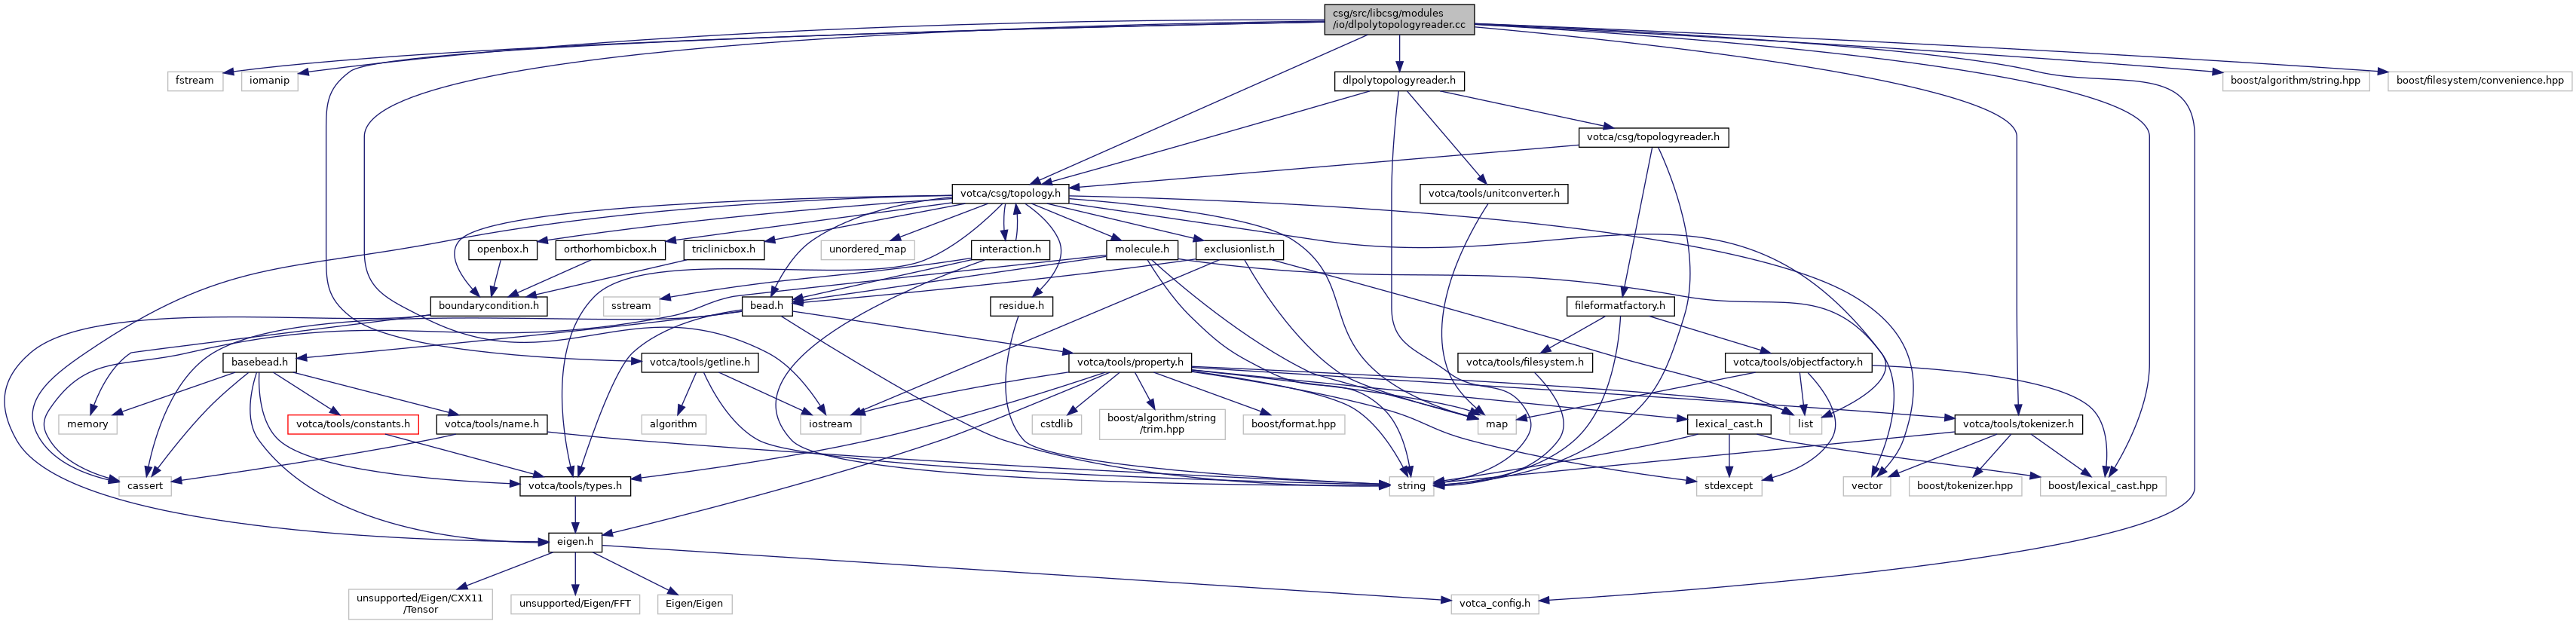 csg/src/libcsg/modules
/io/dlpolytopologyreader.cc
fstream
iomanip
dlpolytopologyreader.h
boost/algorithm/string.hpp
boost/filesystem/convenience.hpp
votca/csg/topologyreader.h
votca/csg/topology.h
votca/tools/unitconverter.h
openbox.h
orthorhombicbox.h
triclinicbox.h
unordered_map
interaction.h
molecule.h
exclusionlist.h
boundarycondition.h
sstream
bead.h
residue.h
fileformatfactory.h
basebead.h
votca/tools/getline.h
votca/tools/property.h
votca/tools/filesystem.h
votca/tools/objectfactory.h
memory
votca/tools/constants.h
votca/tools/name.h
algorithm
iostream
cstdlib
boost/algorithm/string
/trim.hpp
boost/format.hpp
map
lexical_cast.h
list
votca/tools/tokenizer.h
cassert
votca/tools/types.h
string
stdexcept
vector
boost/tokenizer.hpp
boost/lexical_cast.hpp
eigen.h
unsupported/Eigen/CXX11
/Tensor
unsupported/Eigen/FFT
Eigen/Eigen
votca_config.h